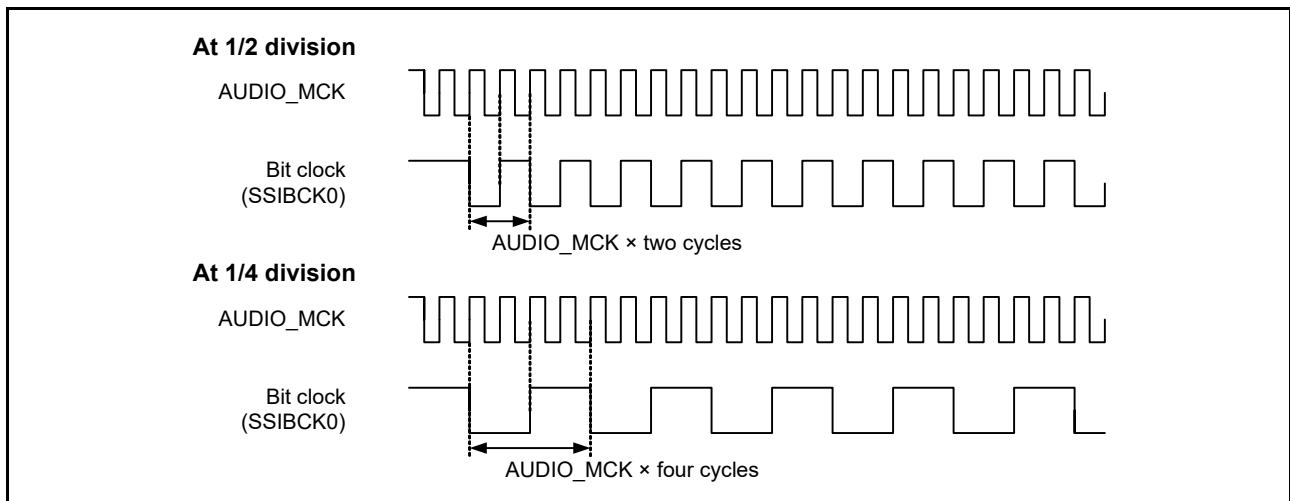 At 1/2 division
AUDIO_MCK
Bit clock
(SSIBCK0)
AUDIO_MCK × two cycles
At 1/4 division
AUDIO_MCK
Bit clock
(SSIBCK0)
AUDIO_MCK × four cycles